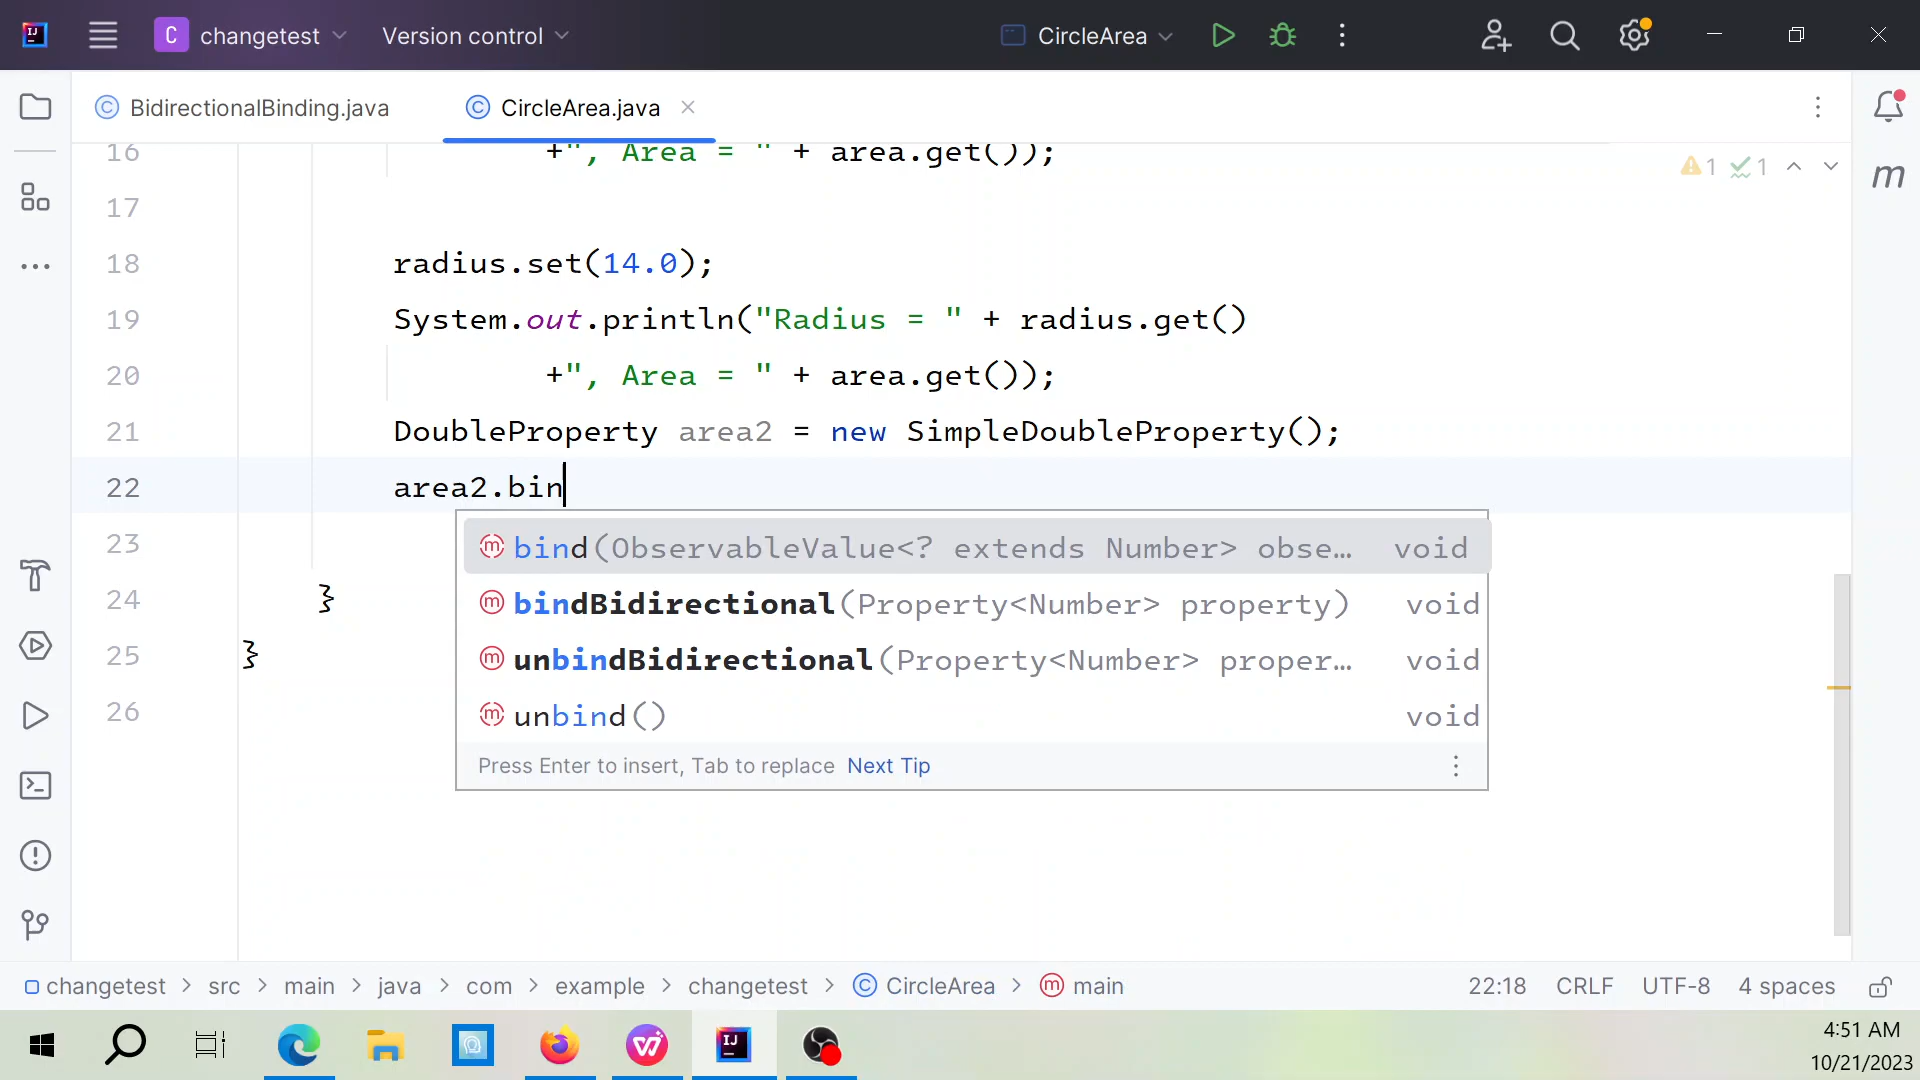 C changetest Version control CircleArea
BidirectionalBinding.java CircleArea.java
16 +", Area = " + area.get());
1 1
m
17
18 radius.set(14.0);
19 System.out.println("Radius = " + radius.get()
20 +", Area = " + area.get());
21 DoubleProperty area2 = new SimpleDoubleProperty();
22 area2.bin
23 bind(ObservableValue<? extends Number> obse… void
24 } bindBidirectional(Property<Number> property) void
25 } unbindBidirectional(Property<Number> proper… void
26 unbind() void
Press Enter to insert, Tab to replace Next Tip
changetest > src > main > java > com > example > changetest > CircleArea > main 22:18 CRLF UTF-8 4 spaces
4:51 AM
10/21/2023